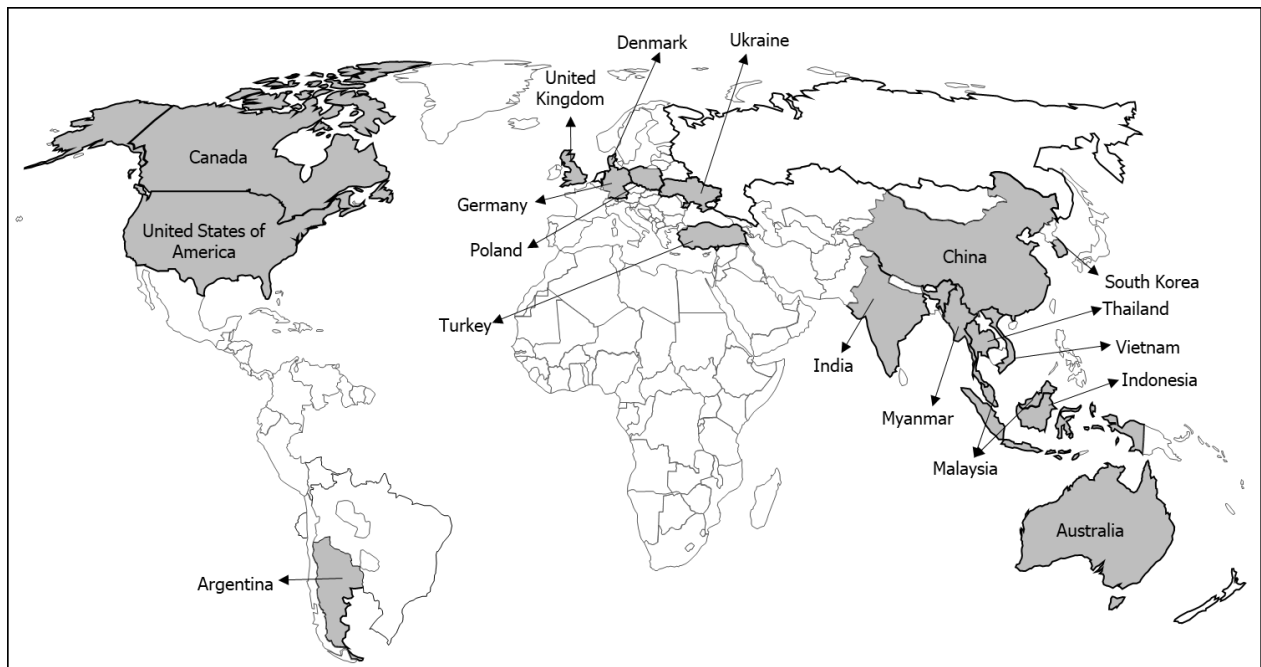 Denmark
Ukraine
United
Kingdom
Canada
Germany
United States of
America
Poland
China
South Korea
Turkey
Thailand
Vietnam
India
Indonesia
Myanmar
Malaysia
Australia
Argentina